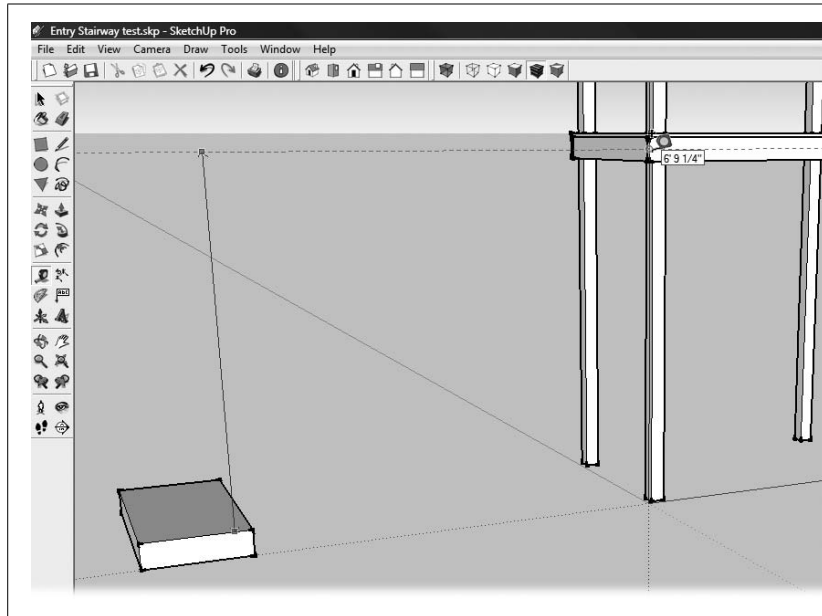 Entry Stairway test.skp - SketchUp Pro
File Edit View Camera Draw Tools Window Help
6' 9 1/4"